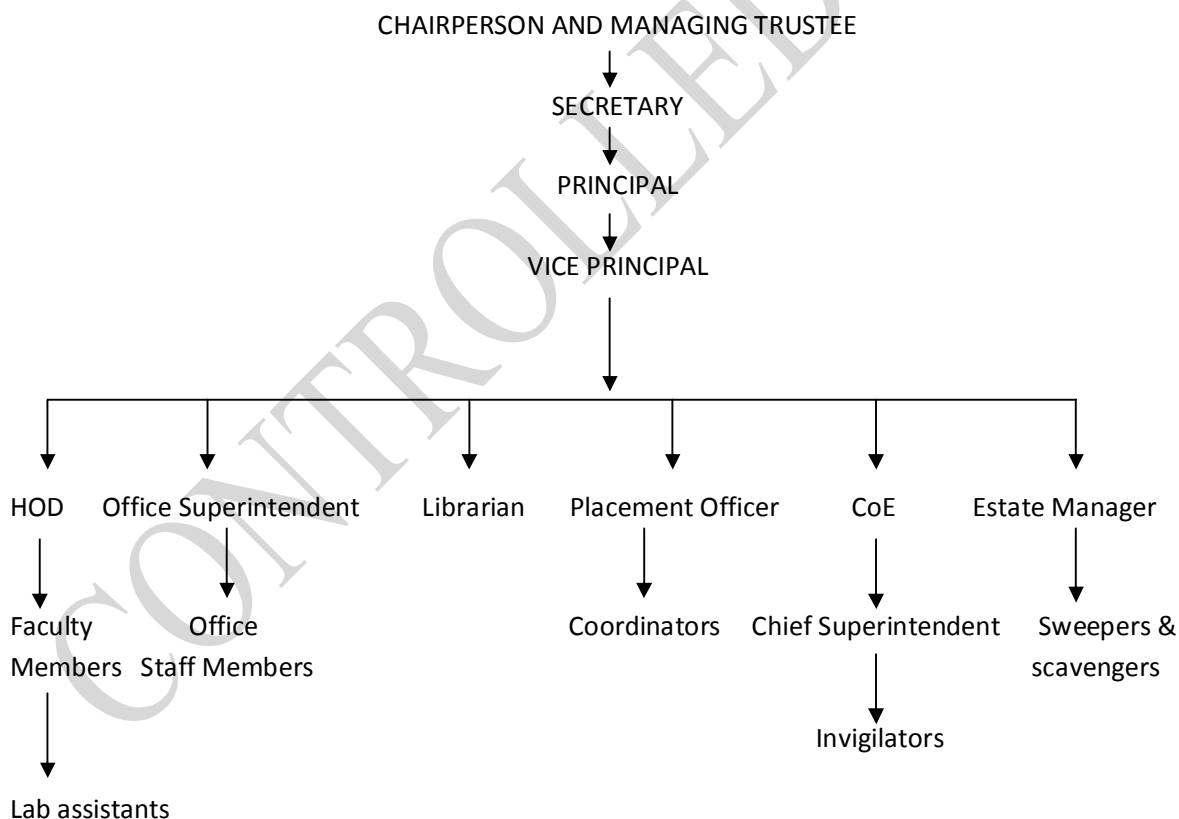 CHAIRPERSON AND MANAGING TRUSTEE
SECRETARY
PRINCIPAL
VICE PRINCIPAL
HOD Office Superintendent Librarian Placement Officer CoE Estate Manager
Faculty Office Coordinators Chief Superintendent Sweepers &
Members Staff Members scavengers
Invigilators
Lab assistants
CONTROLLED